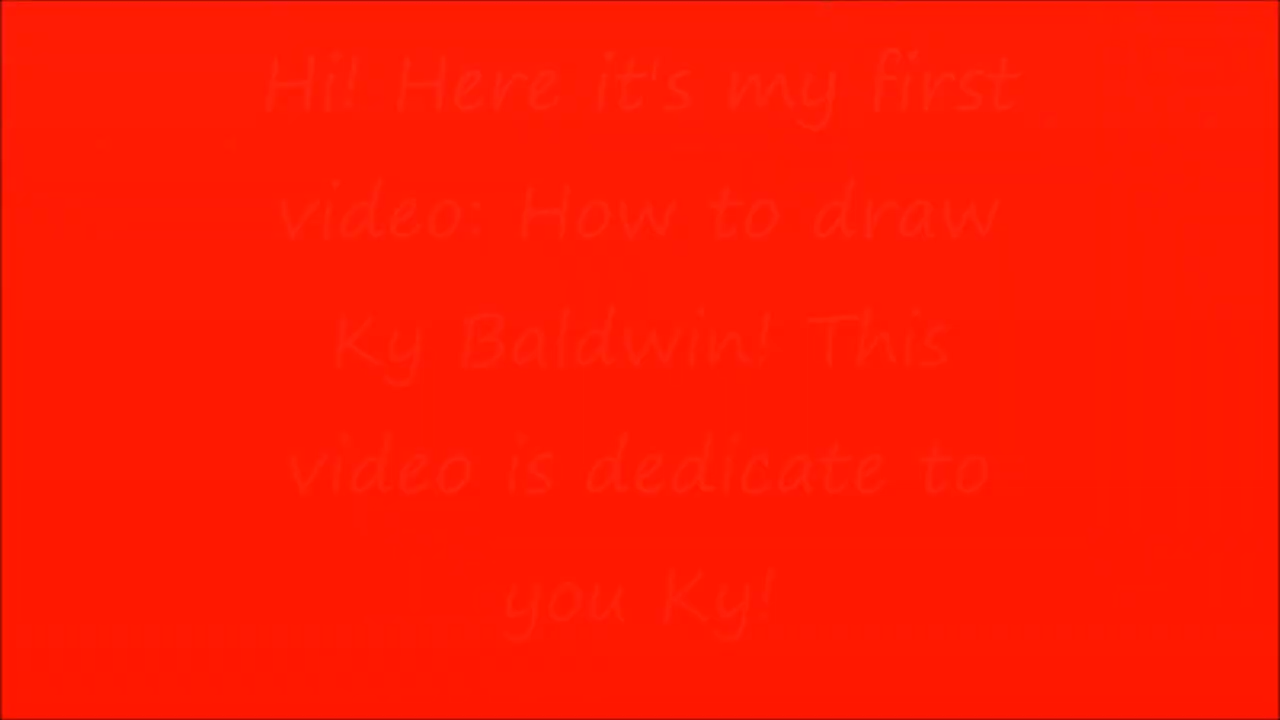 Hi! Here it's my first
video: How to draw
Ky Baldwin! This
video is dedicate to
you Ky!